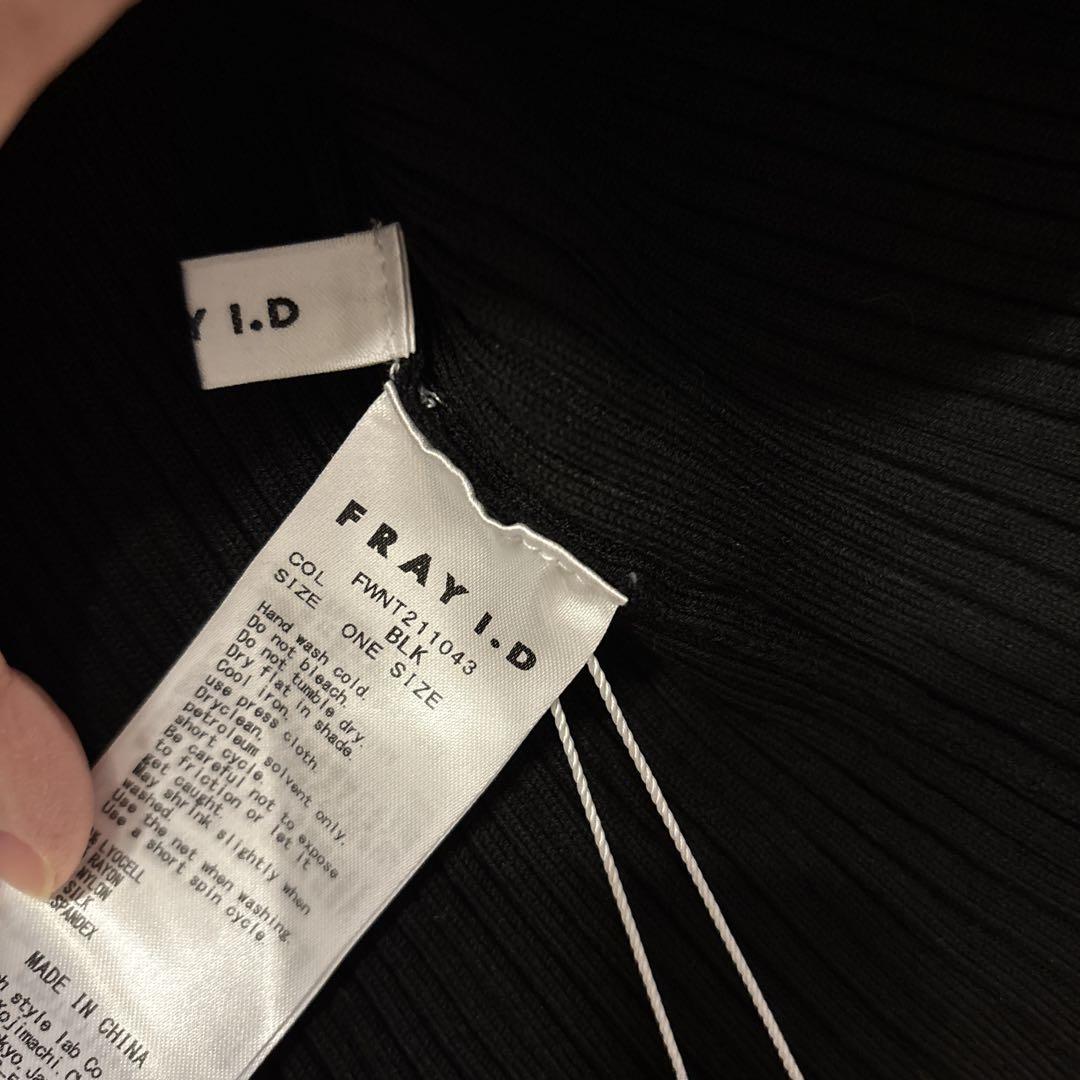 Y I.D
FRAY I.D
FWNT211043
COL BLK
SIZE ONE SIZE
Hand wash cold.
Do not bleach.
Do not tumble dry.
Dry flat in shade.
Cool iron,
use press cloth
Dryclean,
petroleum solvent only,
short cycle.
Be careful not to expose
to friction or let it
get caught.
May shrink slightly when
washed.
Use the net when washing.
Use a short spin cycle.
LYOCELL
RAYON
NYLON
SILK
SPANDEX
MADE IN CHINA
style lab Co
Kojimachi,